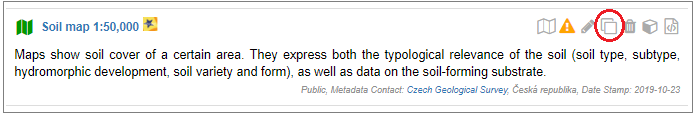 Soil map 1:50,000
Maps show soil cover of a certain area. They express both the typological relevance of the soil (soil type, subtype,
hydromorphic development, soil variety and form), as well as data on the soil-forming substrate.
Public, Metadata Contact: Czech Geological Survey, Česká republika, Date Stamp: 2019-10-23